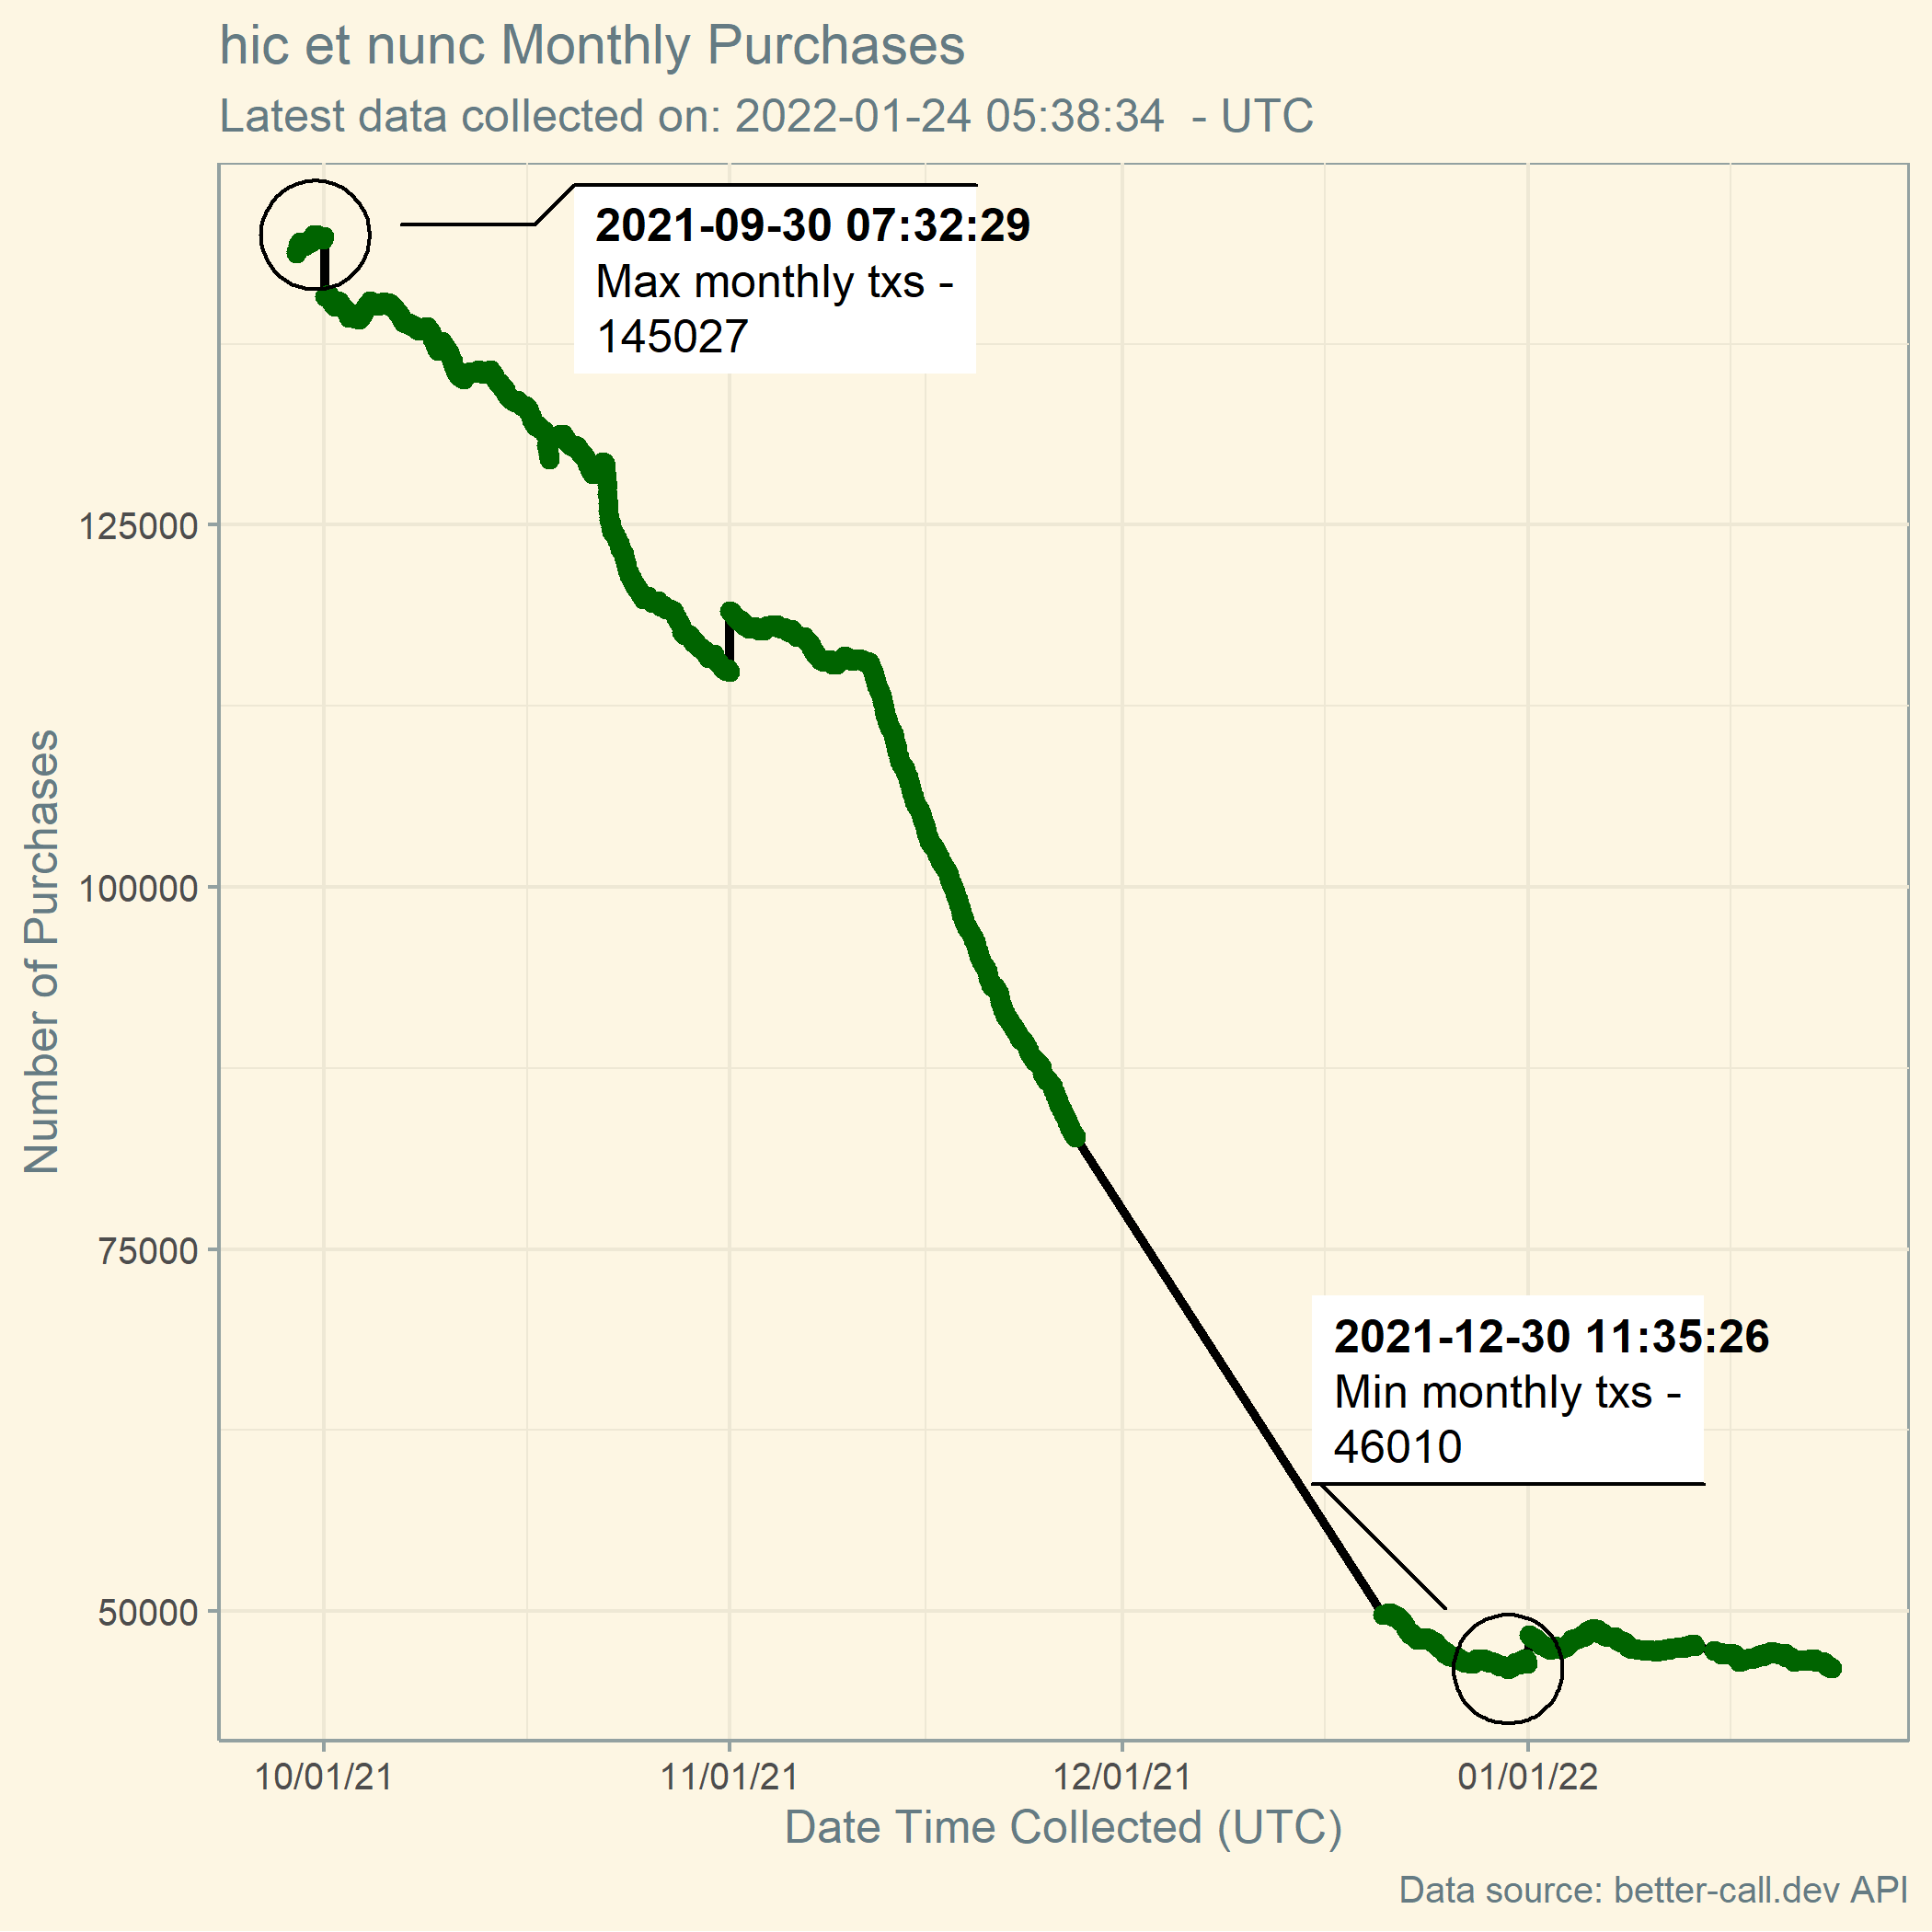 hic et nunc Monthly Purchases
Latest data collected on: 2022-01-24 05:38:34  - UTC
2021-09-30 07:32:29
Max monthly txs -
145027
125000
100000
75000
50000
Number of Purchases
2021-12-30 11:35:26
Min monthly txs -
46010
10/01/21
11/01/21
12/01/21
01/01/22
Date Time Collected (UTC)
Data source: better-call.dev API